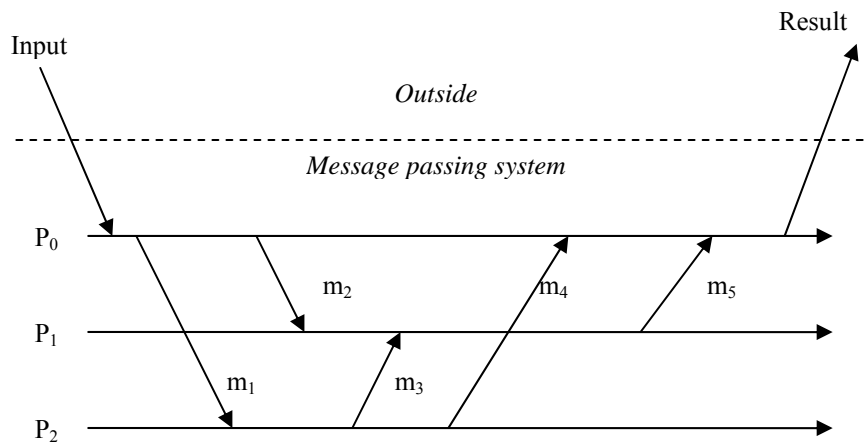 Result
Input
Outside
Message passing system
P₀
m₂
m₄
m₅
P₁
m₁
m₃
P₂